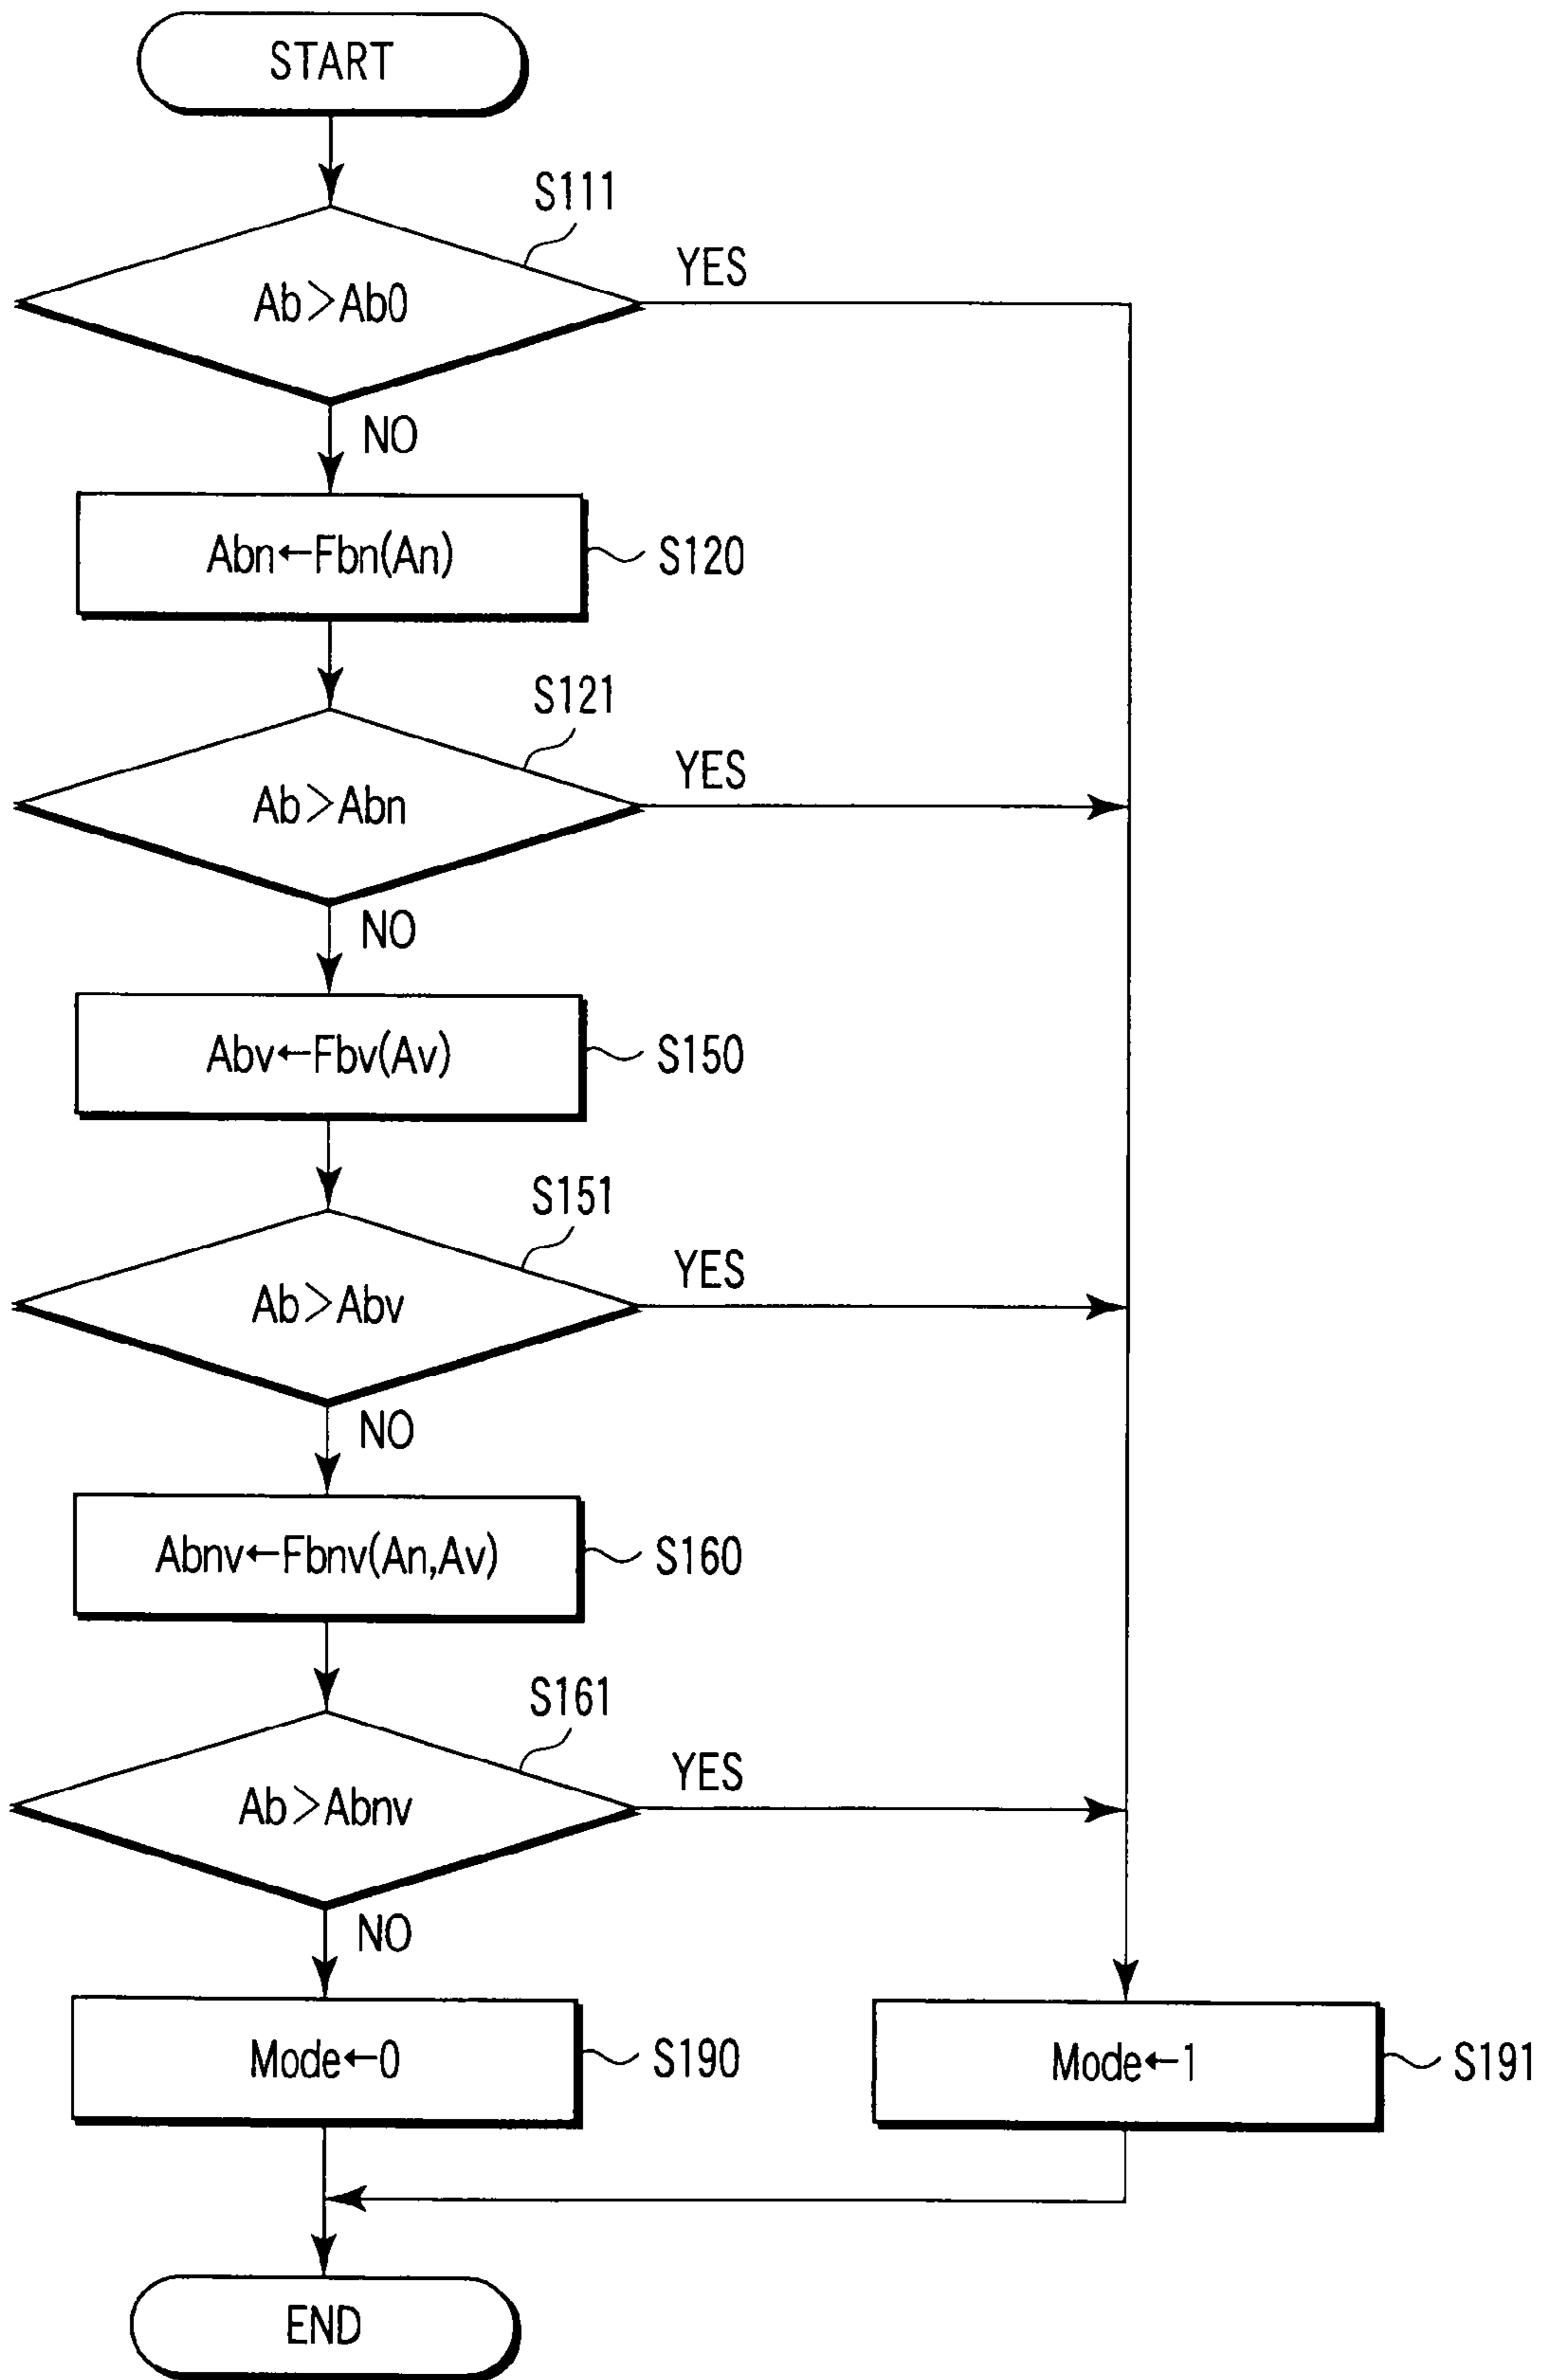 START
S111
Ab>Ab0
YES
NO
Abn←Fbn(An)
S120
S121
Ab>Abn
YES
NO
Abv←Fbv(Av)
S150
S151
Ab>Abv
YES
NO
Abnv←Fbnv(An,Av)
S160
S161
Ab>Abnv
YES
NO
Mode←0
S190
Mode←1
S191
END